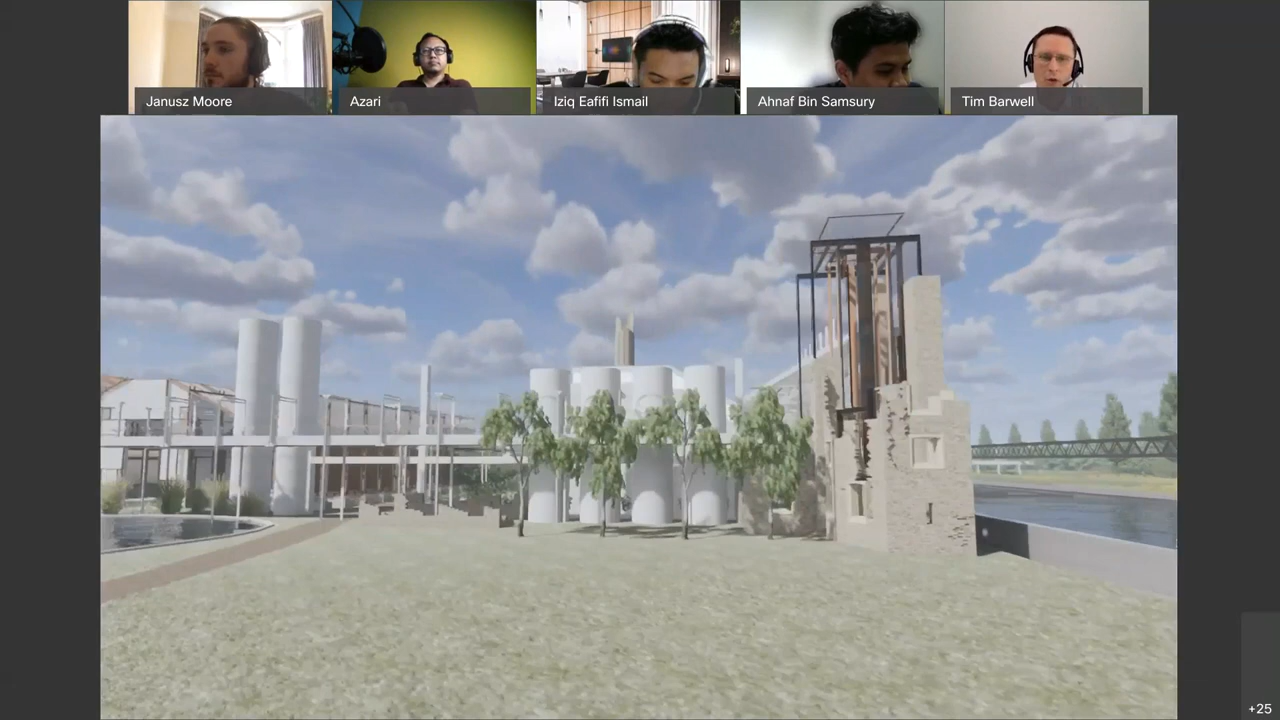 Janusz Moore
Azari
Iziq Eafifi Ismail
Ahnaf Bin Samsury
Tim Barwell
+25